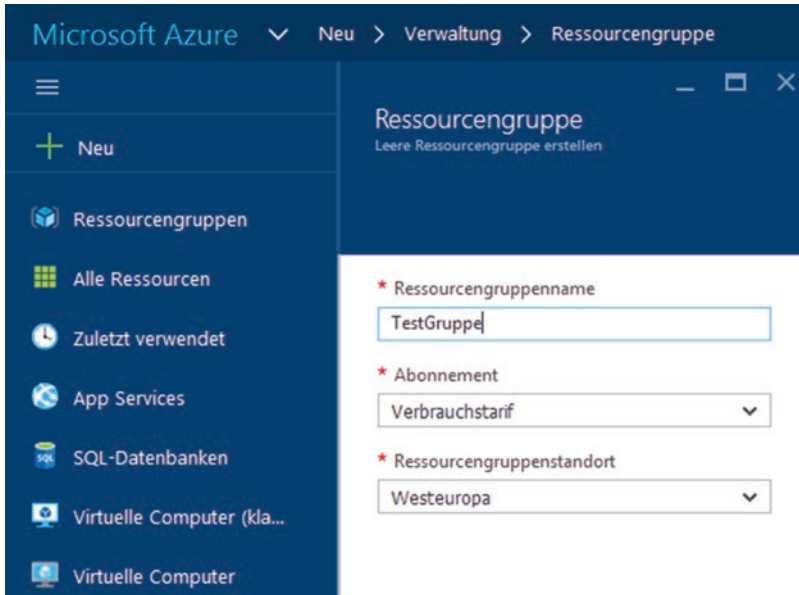 Microsoft Azure Neu > Verwaltung > Ressourcengruppe
Neu
Ressourcengruppen
Alle Ressourcen
Zuletzt verwendet
App Services
SQL-Datenbanken
Virtuelle Computer (kla...
Virtuelle Computer
Ressourcengruppe
Leere Ressourcengruppe erstellen
* Ressourcengruppenname
TestGruppe
* Abonnement
Verbrauchstarif
* Ressourcengruppenstandort
Westeuropa